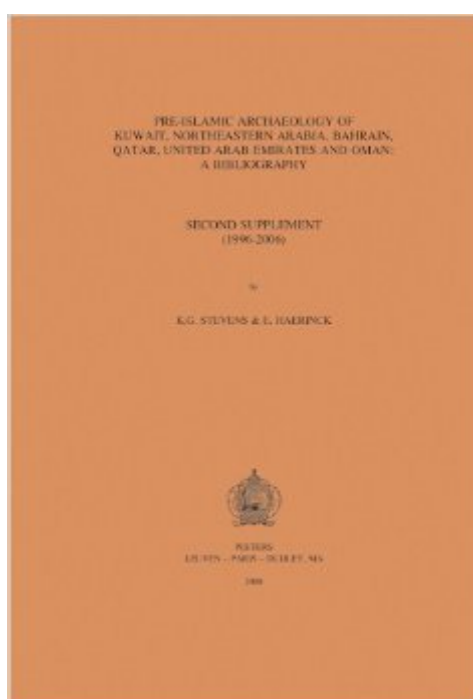 PRE-ISLAMIC ARCHAEOLOGY OF
KUWAIT, NORTHEASTERN ARABIA, BAHRAIN,
QATAR, UNITED ARAB EMIRATES AND OMAN:
A BIBLIOGRAPHY
SECOND SUPPLEMENT
(1996-2006)
by
K.G. STEVENS & E. HAERINCK
PEETERS
LEUVEN – PARIS – DUDLEY, MA